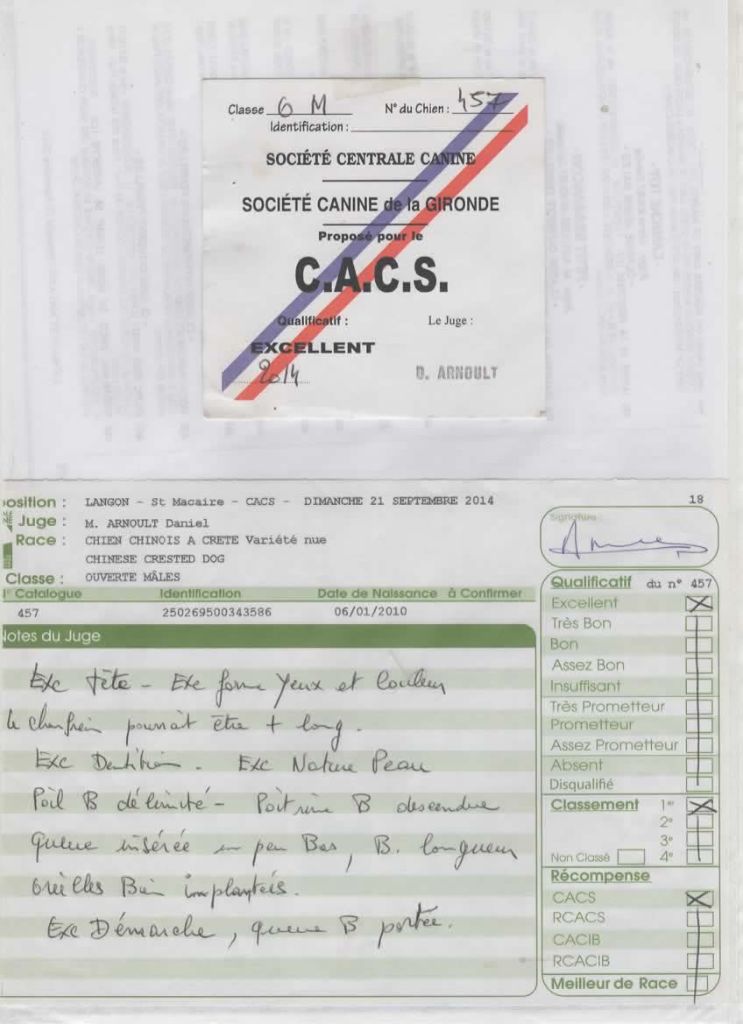 Classe 6 M N° du Chien : 457
Identification :
SOCIÉTÉ CENTRALE CANINE
SOCIÉTÉ CANINE de la GIRONDE
Proposé pour le
C.A.C.S.
Qualificatif : Le Juge :
EXCELLENT
2014 D. ARNOULT
osition : LANGON - St Macaire - CACS - DIMANCHE 21 SEPTEMBRE 2014 18
Juge : M. ARNOULT Daniel
Race : CHIEN CHINOIS A CRETE Variété nue
CHINESE CRESTED DOG
Classe : OUVERTE MÂLES
N° Catalogue Identification Date de Naissance à Confirmer
457 250269500343586 06/01/2010
Notes du Juge
Exc tête - Exc forme Yeux et Couleur
le chanfrein pourrait être + long.
Exc Dentition. Exc Nature Peau
Poil B délimité - Poitrine B descendue
queue insérée un peu Bas, B. longueur
oreilles Bien implantées.
Exc Démarche, queue B portée.
Signature :
Qualificatif du n° 457
Excellent
Très Bon
Bon
Assez Bon
Insuffisant
Très Prometteur
Prometteur
Assez Prometteur
Absent
Disqualifié
Classement 1er
2e
3e
Non Classé 4e
Récompense
CACS
RCACS
CACIB
RCACIB
Meilleur de Race